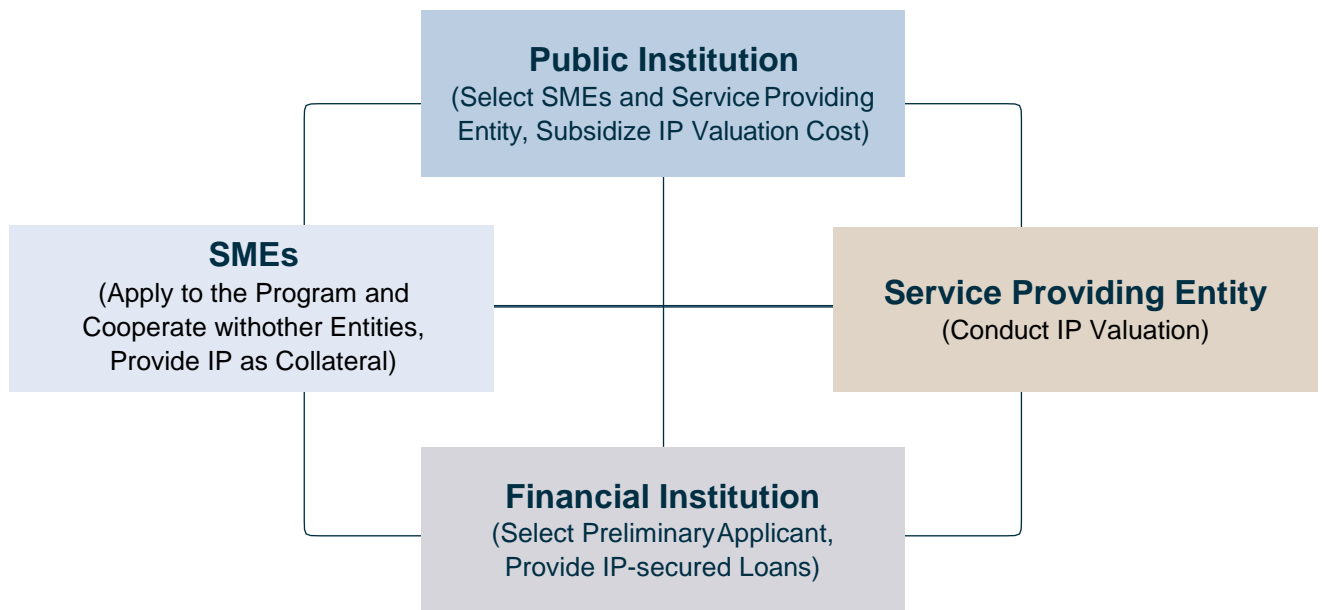 Public Institution
(Select SMEs and Service Providing
Entity, Subsidize IP Valuation Cost)
SMEs
(Apply to the Program and
Cooperate withother Entities,
Provide IP as Collateral)
Service Providing Entity
(Conduct IP Valuation)
Financial Institution
(Select Preliminary Applicant,
Provide IP-secured Loans)